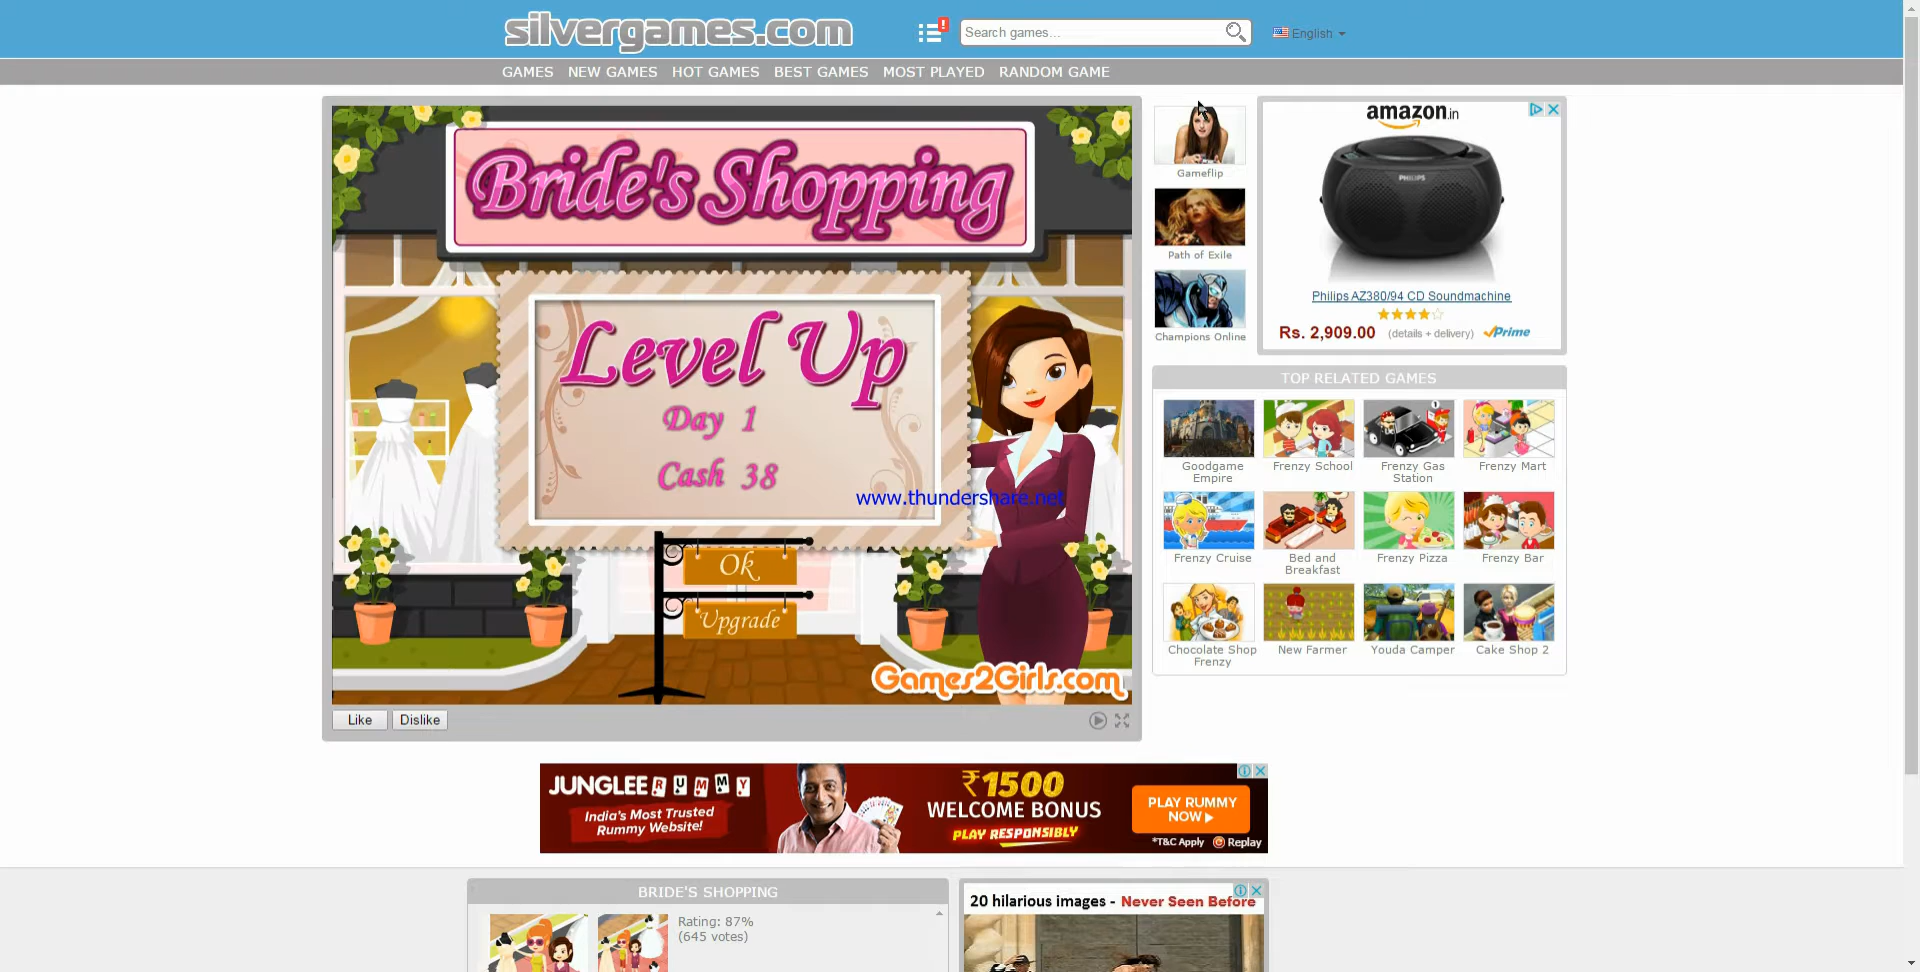 silvergames.com
!
Search games...
English
GAMES NEW GAMES HOT GAMES BEST GAMES MOST PLAYED RANDOM GAME
Bride's Shopping
Level Up
Day 1
Cash 38
www.thundershare.net
Ok
Upgrade
Games2Girls.com
Like Dislike
Gameflip
Path of Exile
Champions Online
amazon.in
PHILIPS
Philips AZ380/94 CD Soundmachine
Rs. 2,909.00 (details + delivery) Prime
TOP RELATED GAMES
Goodgame Empire
Frenzy School
Frenzy Gas Station
Frenzy Mart
Frenzy Cruise
Bed and Breakfast
Frenzy Pizza
Frenzy Bar
Chocolate Shop Frenzy
New Farmer
Youda Camper
Cake Shop 2
JUNGLEE RUMMY
India's Most Trusted
Rummy Website!
₹1500
WELCOME BONUS
PLAY RESPONSIBLY
PLAY RUMMY
NOW
*T&C Apply Replay
BRIDE'S SHOPPING
Rating: 87%
(645 votes)
20 hilarious images - Never Seen Before